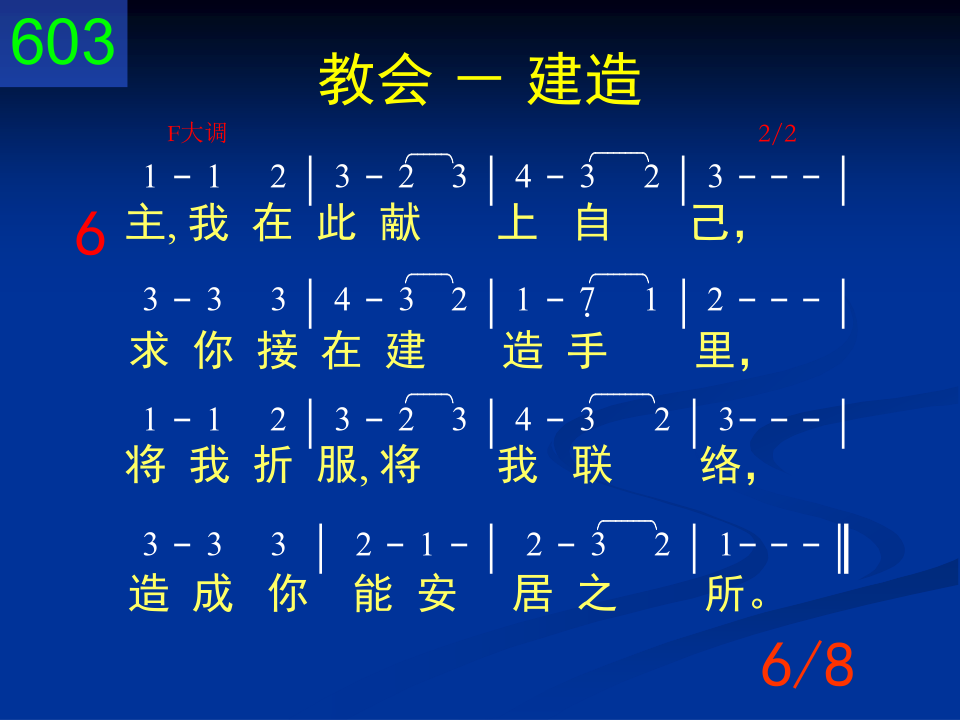 603
教会 － 建造
F大调 2/2
1 - 1 2 | 3 - 2 3 | 4 - 3 2 | 3 - - - |
6 主, 我 在 此 献 上 自 己，
3 - 3 3 | 4 - 3 2 | 1 - 7̣ 1 | 2 - - - |
求 你 接 在 建 造 手 里，
1 - 1 2 | 3 - 2 3 | 4 - 3 2 | 3 - - - |
将 我 折 服, 将 我 联 络，
3 - 3 3 | 2 - 1 - | 2 - 3 2 | 1 - - - ‖
造 成 你 能 安 居 之 所。
6/8